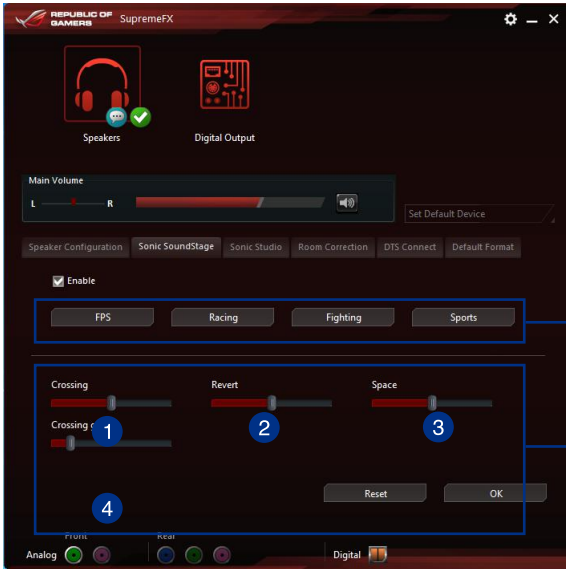 REPUBLIC OF
GAMERS
SupremeFX
Speakers
Digital Output
Main Volume
L
R
Set Default Device
Speaker Configuration
Sonic SoundStage
Sonic Studio
Room Correction
DTS Connect
Default Format
Enable
FPS
Racing
Fighting
Sports
Crossing
Revert
Space
1
2
3
Crossing
4
Reset
OK
Front
Rear
Analog
Digital